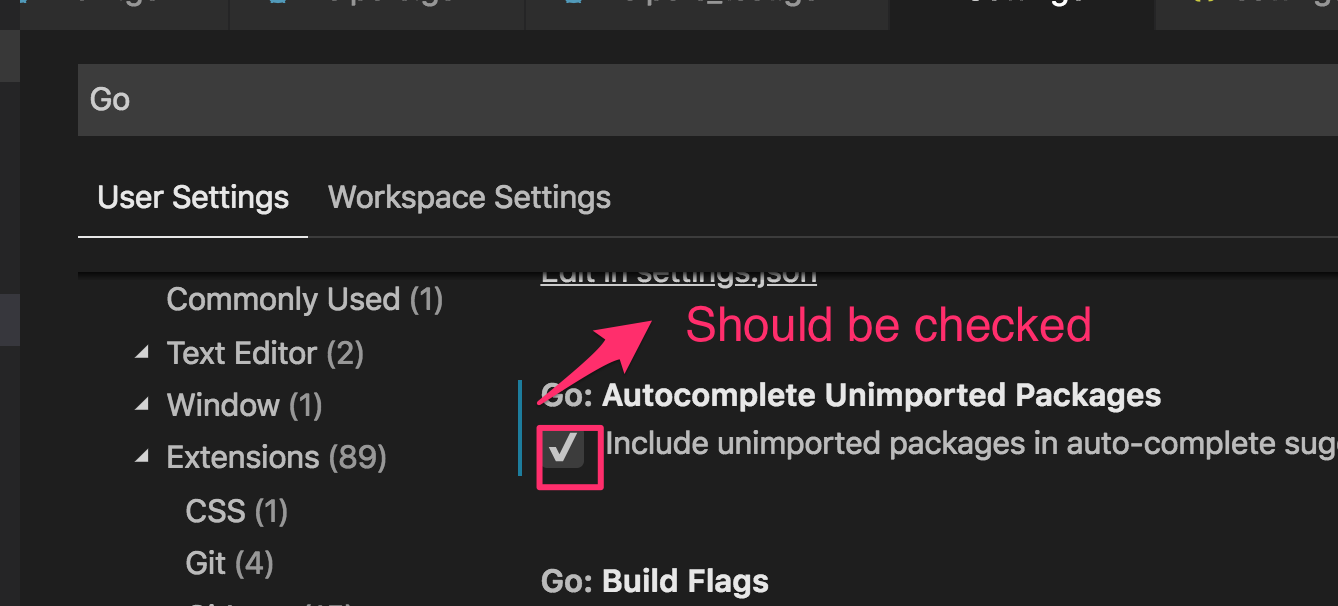 Go
User Settings
Workspace Settings
Edit in settings.json
Commonly Used (1)
Should be checked
Text Editor (2)
Go: Autocomplete Unimported Packages
Window (1)
Include unimported packages in auto-complete
Extensions (89)
CSS (1)
Git (4)
Go: Build Flags